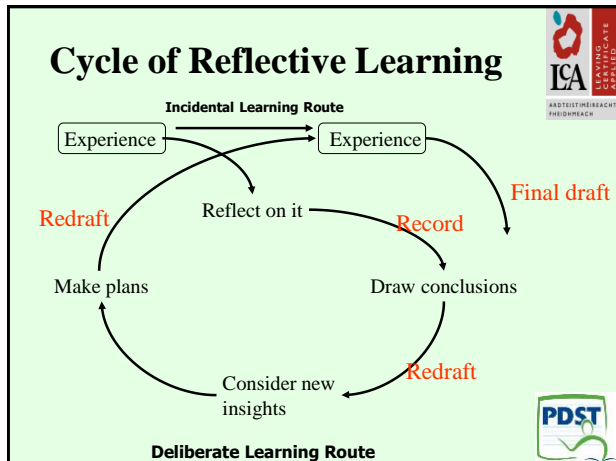 Cycle of Reflective Learning
LCA
LEAVING
CERTIFICATE
APPLIED
ARDTEISTIMÉIREACHT
FHEIDHMEACH
Incidental Learning Route
Experience
Experience
Final draft
Redraft
Reflect on it
Record
Make plans
Draw conclusions
Redraft
Consider new
insights
Deliberate Learning Route
PDST